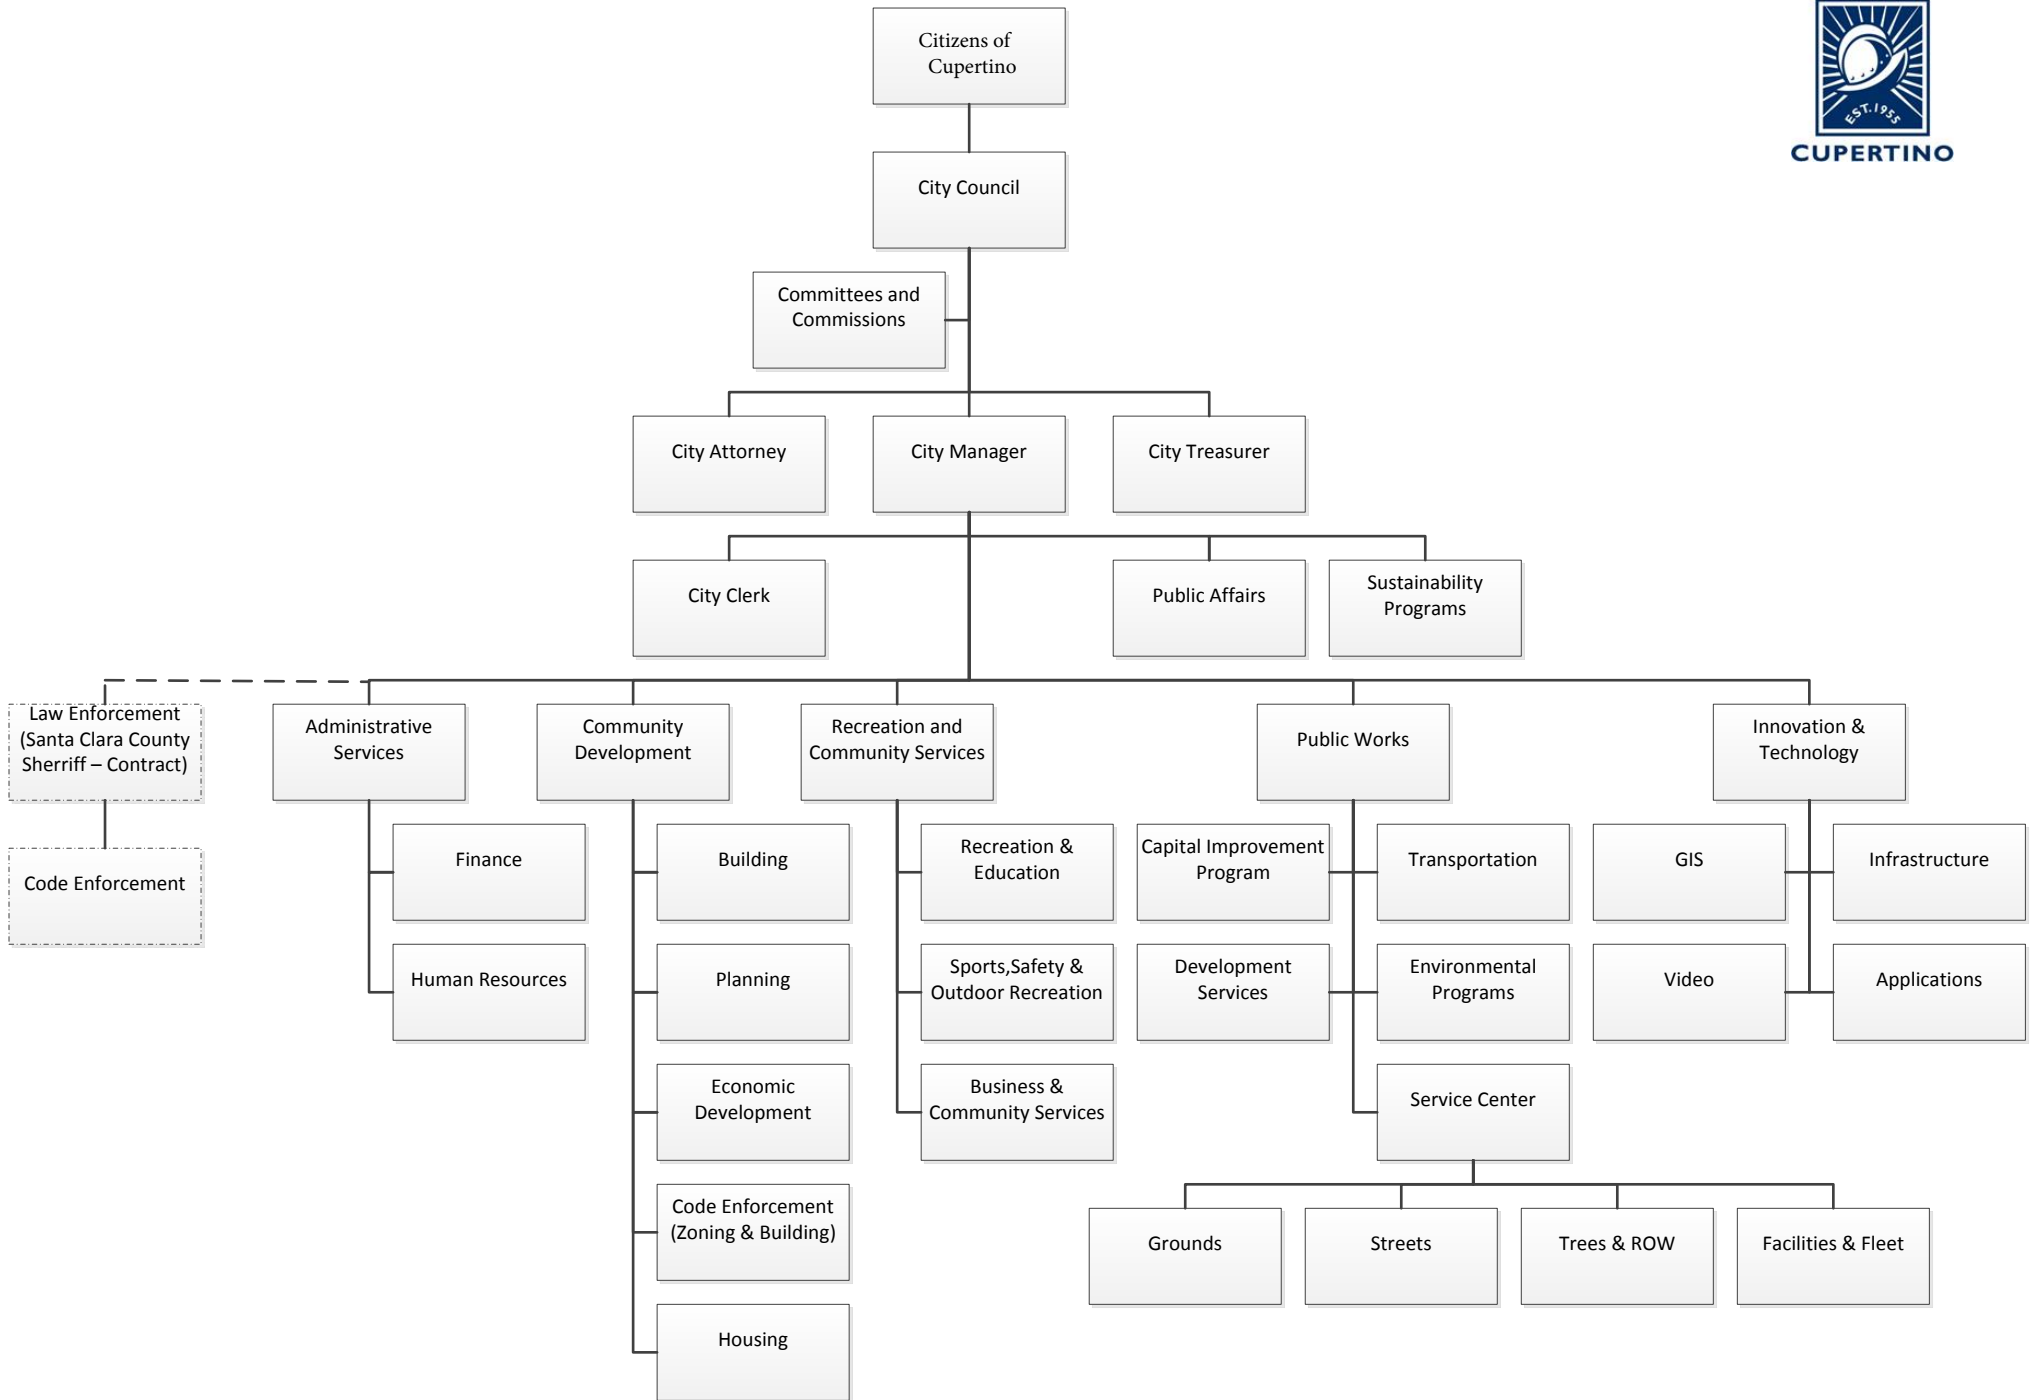 Citizens of
Cupertino
EST. 1955
CUPERTINO
City Council
Committees and
Commissions
City Attorney
City Manager
City Treasurer
City Clerk
Public Affairs
Sustainability
Programs
Law Enforcement
(Santa Clara County
Sherriff – Contract)
Administrative
Services
Community
Development
Recreation and
Community Services
Public Works
Innovation &
Technology
Code Enforcement
Finance
Building
Recreation &
Education
Capital Improvement
Program
Transportation
GIS
Infrastructure
Human Resources
Planning
Sports,Safety &
Outdoor Recreation
Development
Services
Environmental
Programs
Video
Applications
Economic
Development
Business &
Community Services
Service Center
Code Enforcement
(Zoning & Building)
Grounds
Streets
Trees & ROW
Facilities & Fleet
Housing